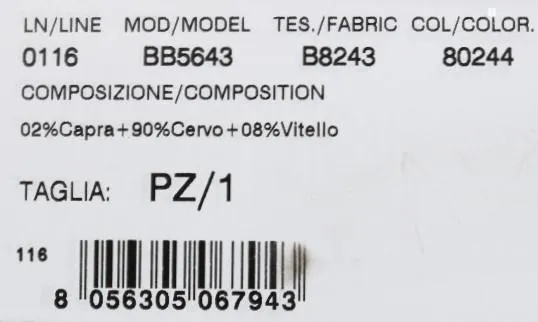 LN/LINE MOD/MODEL TES./FABRIC COL/COLOR.
0116 BB5643 B8243 80244
COMPOSIZIONE/COMPOSITION
02%Capra+90%Cervo+08%Vitello
TAGLIA: PZ/1
116
8 056305 067943